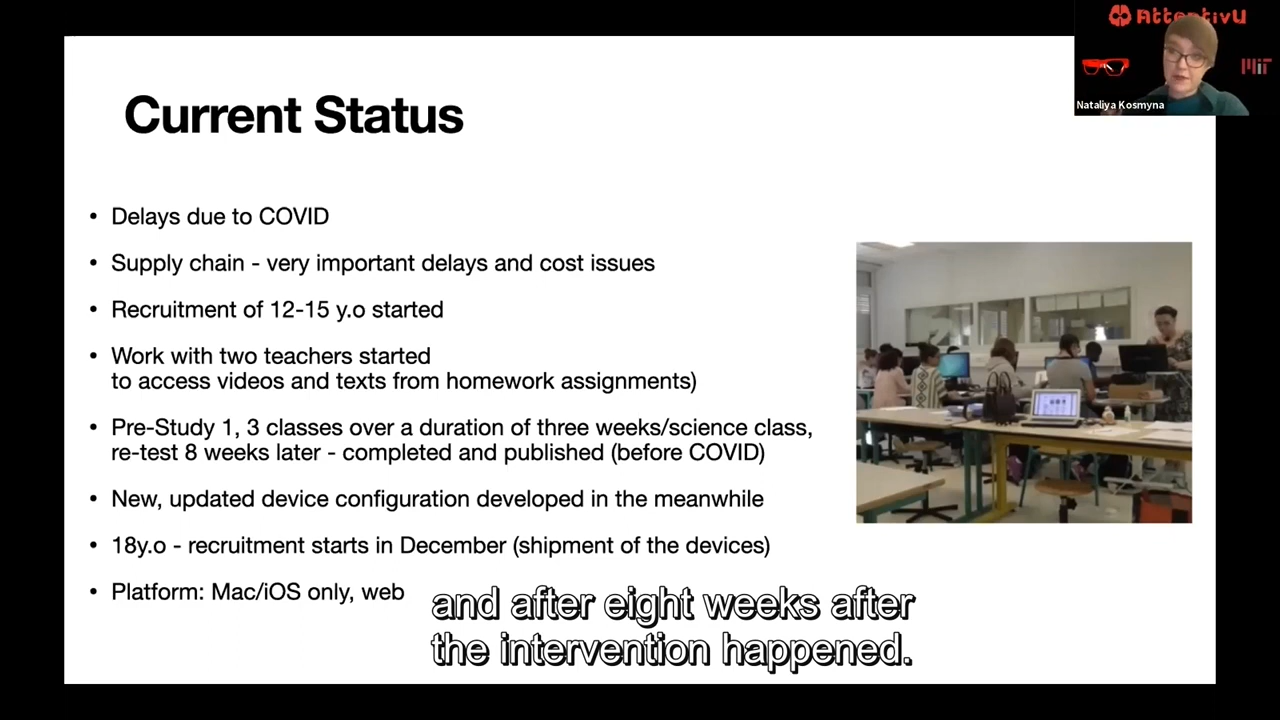 AttentivU
MIT
Nataliya Kosmyna
Current Status
• Delays due to COVID
• Supply chain - very important delays and cost issues
• Recruitment of 12-15 y.o started
• Work with two teachers started
to access videos and texts from homework assignments)
• Pre-Study 1, 3 classes over a duration of three weeks/science class,
re-test 8 weeks later - completed and published (before COVID)
• New, updated device configuration developed in the meanwhile
• 18y.o - recruitment starts in December (shipment of the devices)
• Platform: Mac/iOS only, web
and after eight weeks after
the intervention happened.